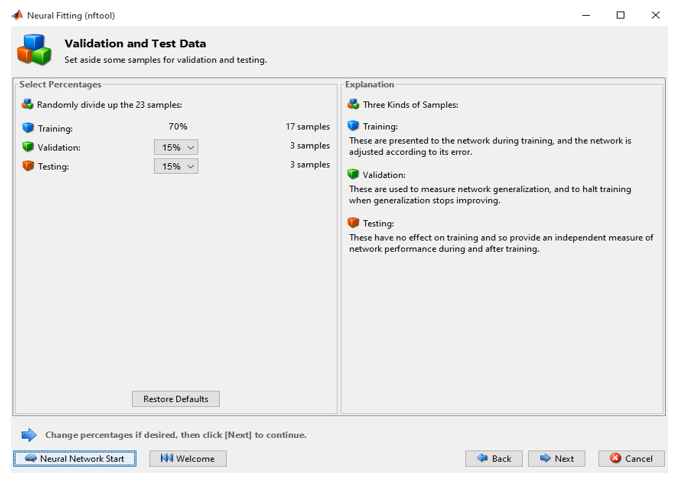 Neural Fitting (nftool)
Validation and Test Data
Set aside some samples for validation and testing.
Select Percentages
Randomly divide up the 23 samples:
Training: 70% 17 samples
Validation: 15% 3 samples
Testing: 15% 3 samples
Restore Defaults
Explanation
Three Kinds of Samples:
Training:
These are presented to the network during training, and the network is
adjusted according to its error.
Validation:
These are used to measure network generalization, and to halt training
when generalization stops improving.
Testing:
These have no effect on training and so provide an independent measure of
network performance during and after training.
Change percentages if desired, then click [Next] to continue.
Neural Network Start Welcome Back Next Cancel